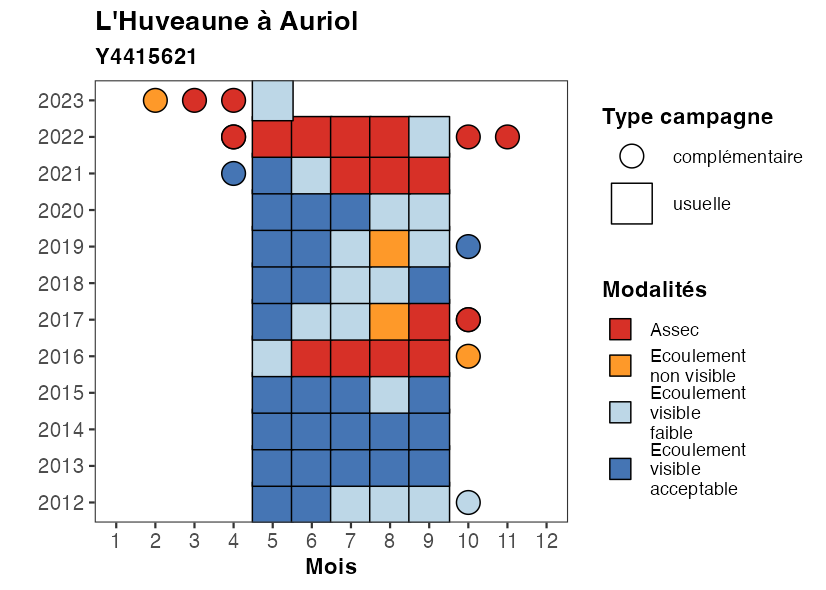 L'Huveaune à Auriol
Y4415621
2023
2022
2021
2020
2019
2018
2017
2016
2015
2014
2013
2012
1 2 3 4 5 6 7 8 9 10 11 12
Mois
Type campagne
complémentaire
usuelle
Modalités
Assec
Ecoulement
non visible
Ecoulement
visible
faible
Ecoulement
visible
acceptable